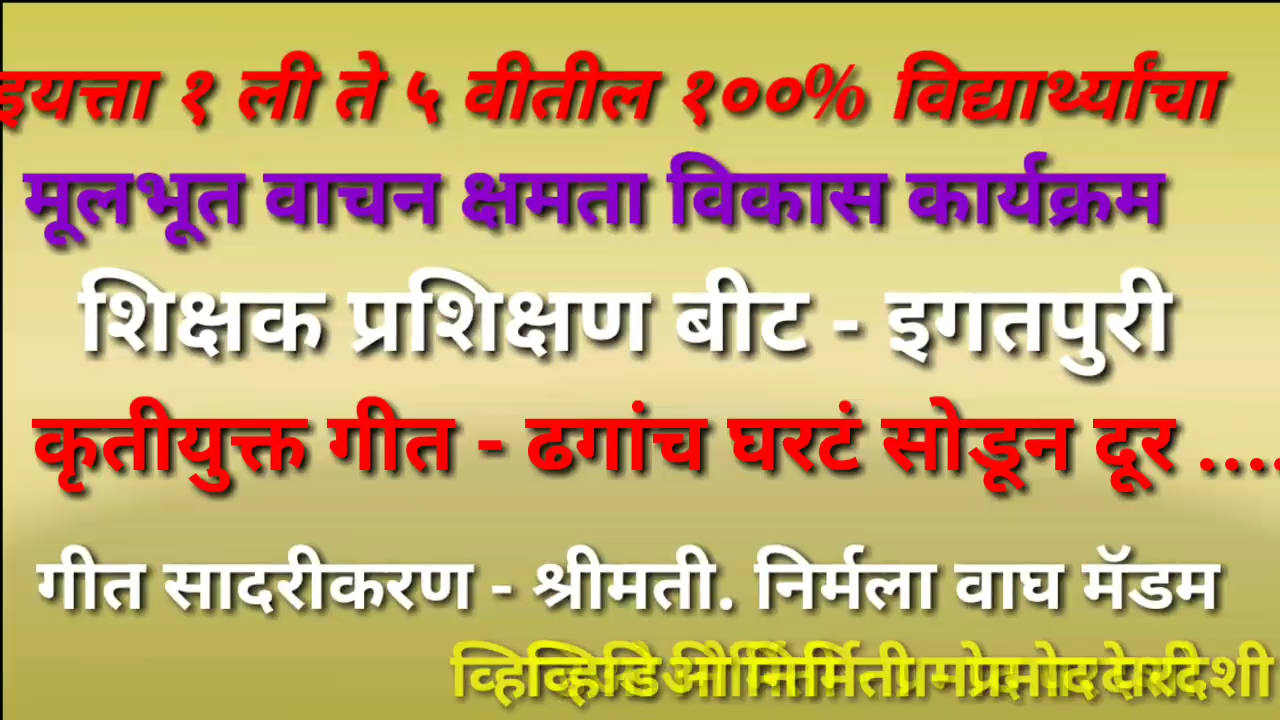 इयत्ता १ ली ते ५ वीतील १००% विद्यार्थ्यांचा
मूलभूत वाचन क्षमता विकास कार्यक्रम
शिक्षक प्रशिक्षण बीट - इगतपुरी
कृतीयुक्त गीत - ढगांच घरटं सोडून दूर ....
गीत सादरीकरण - श्रीमती. निर्मला वाघ मॅडम